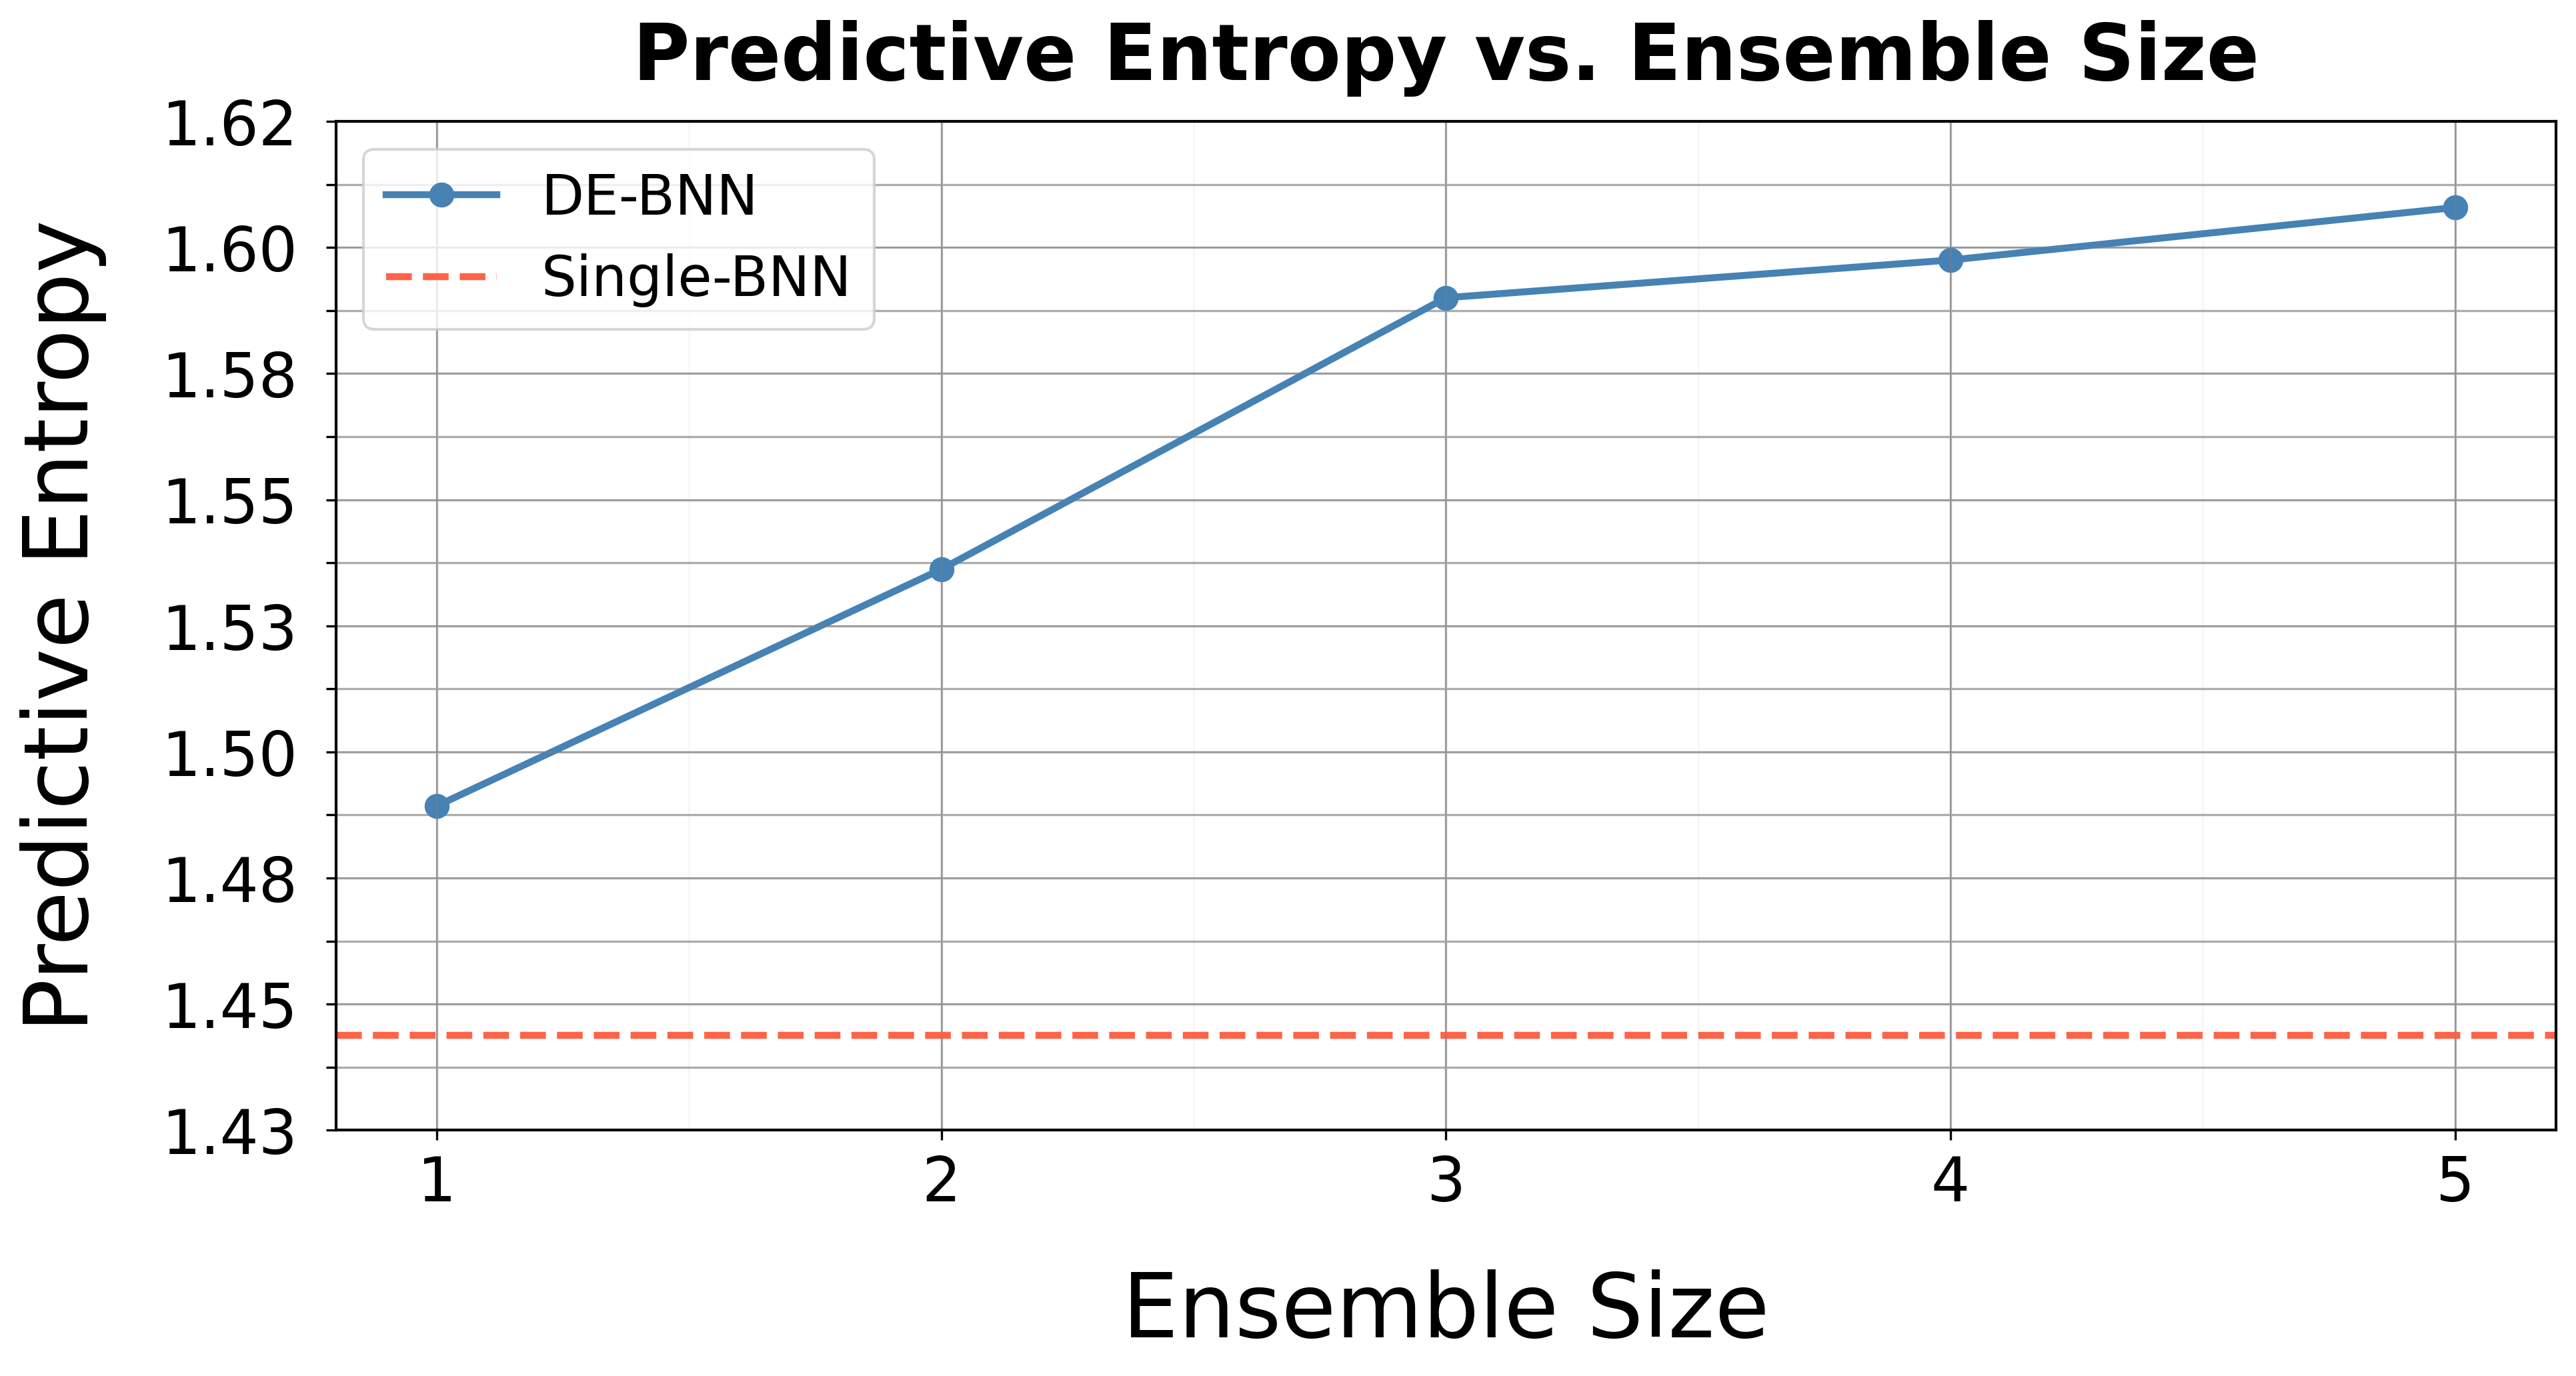 Predictive Entropy vs. Ensemble Size
DE-BNN
Single-BNN
Predictive Entropy
1.62
1.60
1.58
1.55
1.53
1.50
1.48
1.45
1.43
1 2 3 4 5
Ensemble Size